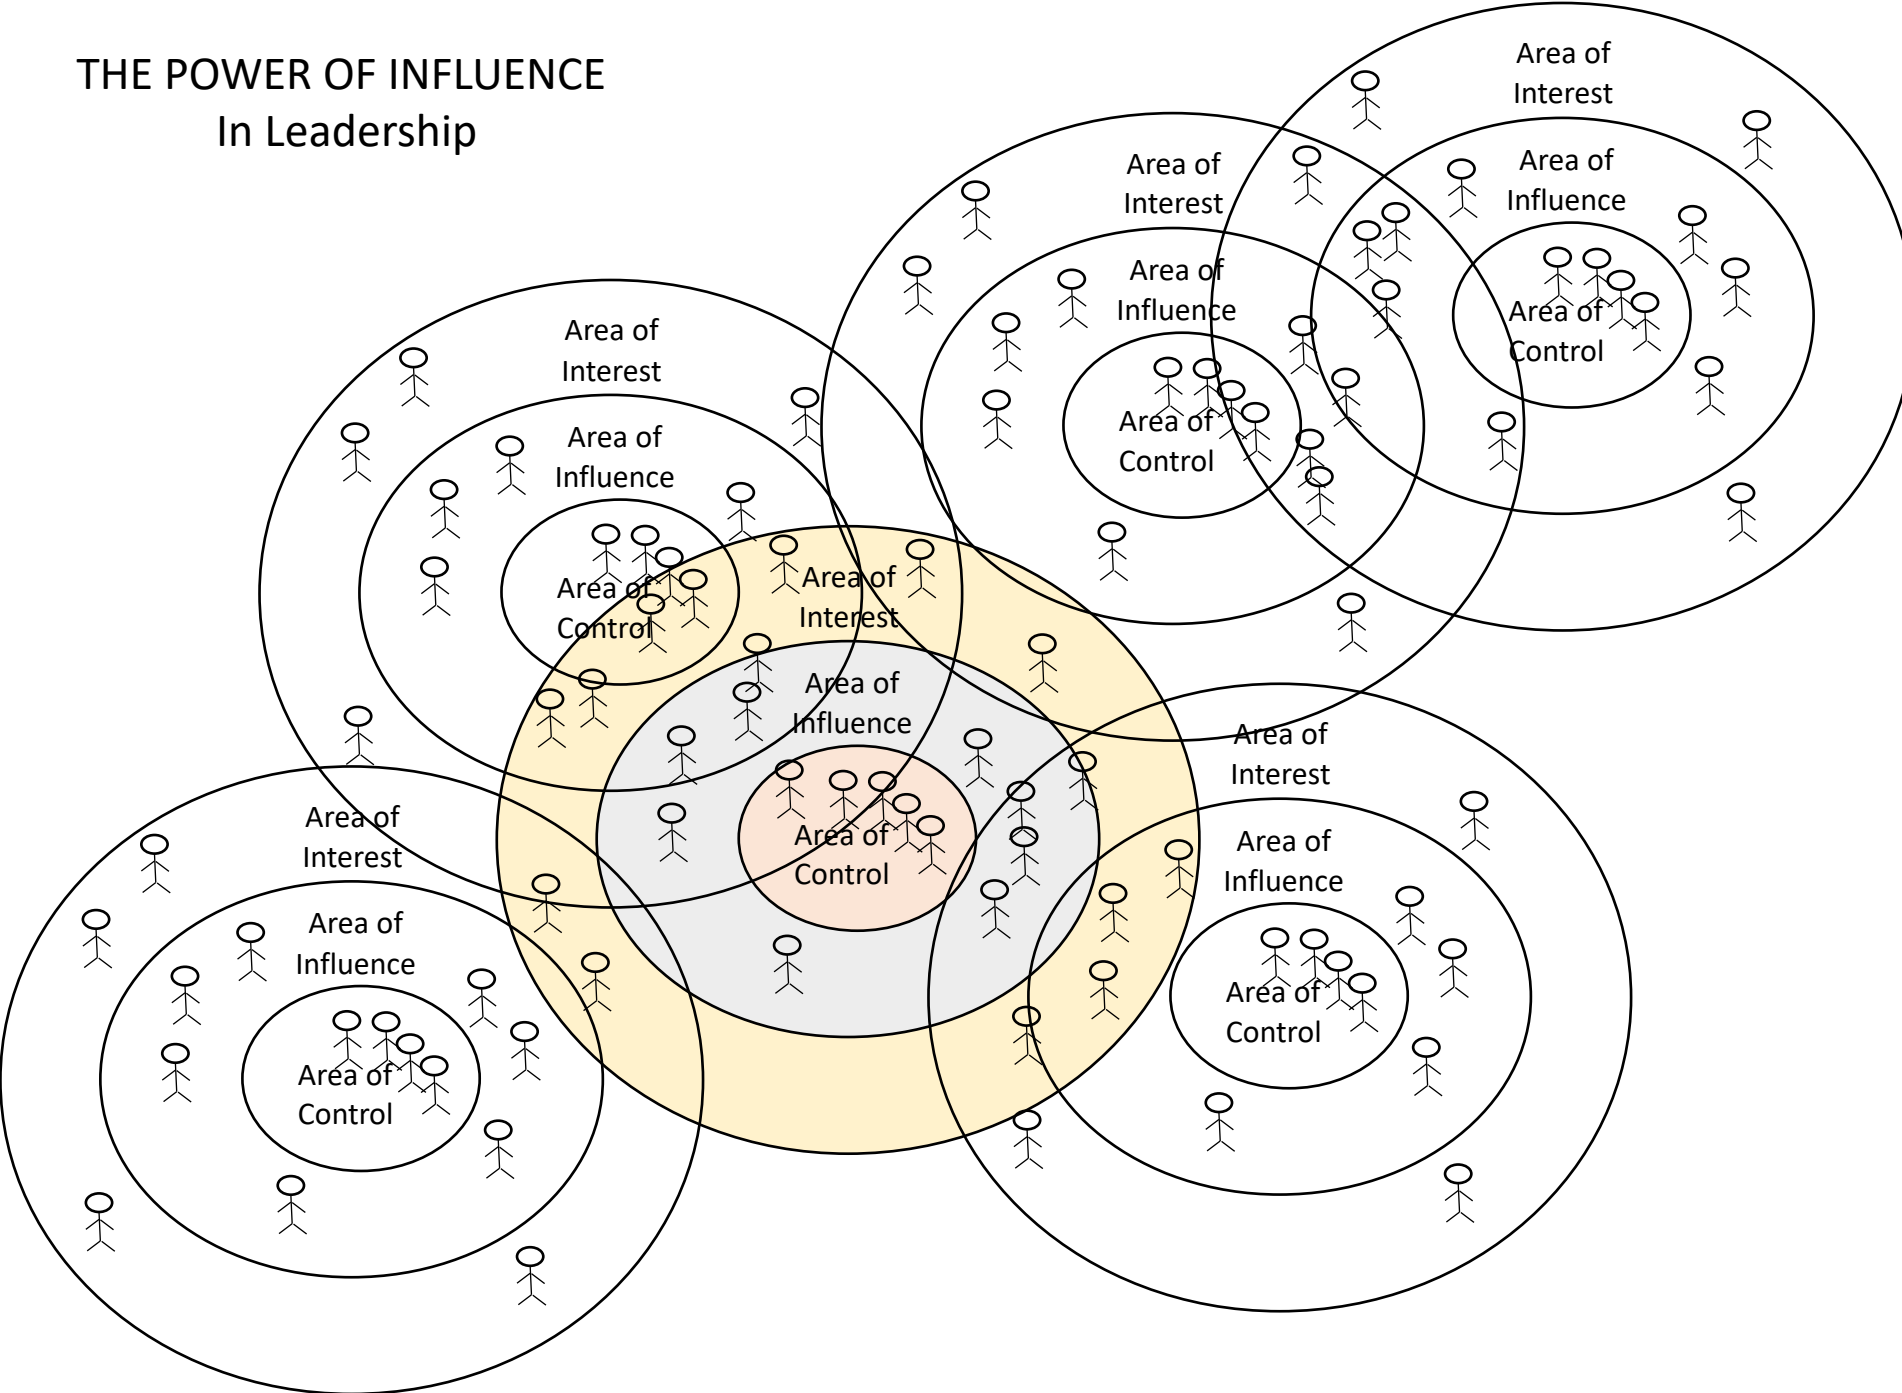 THE POWER OF INFLUENCE
In Leadership
Area of
Interest
Area of
Influence
Area of
Control
Area of
Interest
Area of
Influence
Area of
Control
Area of
Interest
Area of
Influence
Area of
Control
Area of
Interest
Area of
Influence
Area of
Control
Area of
Interest
Area of
Influence
Area of
Control
Area of
Interest
Area of
Influence
Area of
Control